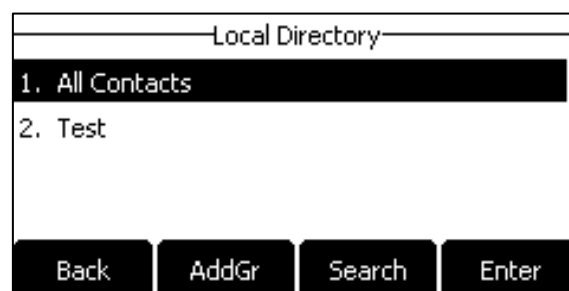 Local Directory
1. All Contacts
2. Test
Back AddGr Search Enter